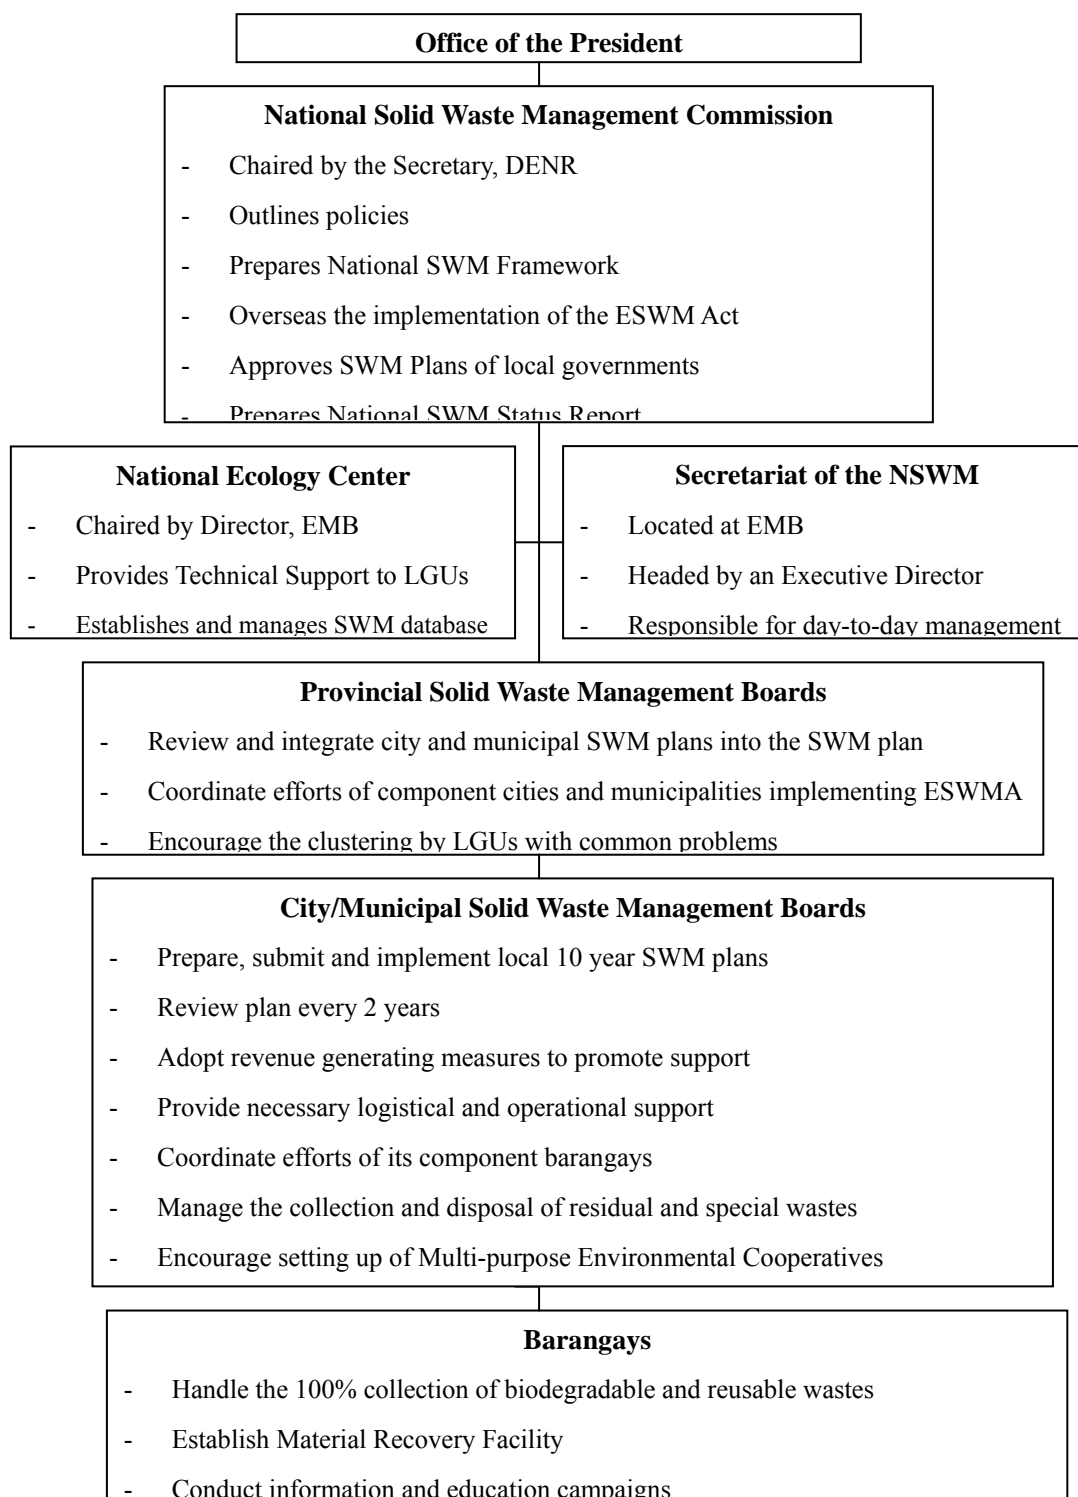 Office of the President
National Solid Waste Management Commission
- Chaired by the Secretary, DENR
- Outlines policies
- Prepares National SWM Framework
- Overseas the implementation of the ESWM Act
- Approves SWM Plans of local governments
- Prepares National SWM Status Report
National Ecology Center
- Chaired by Director, EMB
- Provides Technical Support to LGUs
- Establishes and manages SWM database
Secretariat of the NSWM
- Located at EMB
- Headed by an Executive Director
- Responsible for day-to-day management
Provincial Solid Waste Management Boards
- Review and integrate city and municipal SWM plans into the SWM plan
- Coordinate efforts of component cities and municipalities implementing ESWMA
- Encourage the clustering by LGUs with common problems
City/Municipal Solid Waste Management Boards
- Prepare, submit and implement local 10 year SWM plans
- Review plan every 2 years
- Adopt revenue generating measures to promote support
- Provide necessary logistical and operational support
- Coordinate efforts of its component barangays
- Manage the collection and disposal of residual and special wastes
- Encourage setting up of Multi-purpose Environmental Cooperatives
Barangays
- Handle the 100% collection of biodegradable and reusable wastes
- Establish Material Recovery Facility
- Conduct information and education campaigns